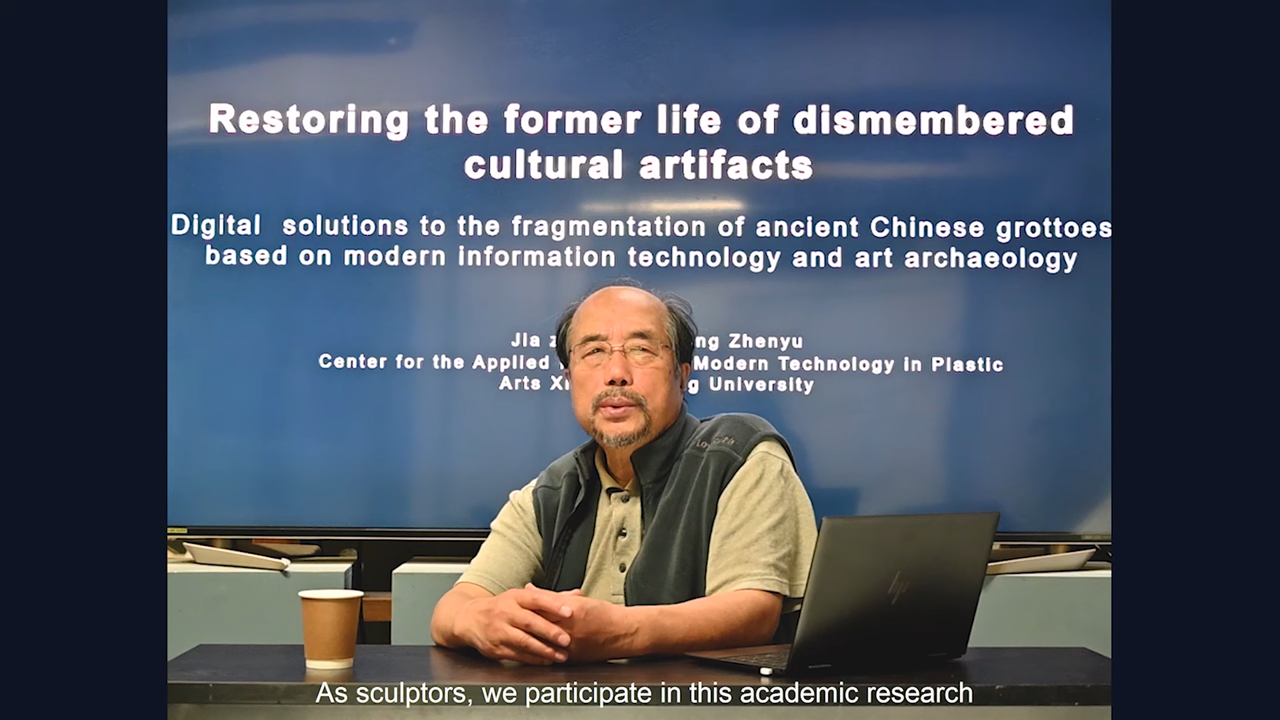 Restoring the former life of dismembered
cultural artifacts
Digital solutions to the fragmentation of ancient Chinese grottoes
based on modern information technology and art archaeology
JIa ng Zhenyu
Center for the Applied Modern Technology in Plastic
Arts g University
hp
As sculptors, we participate in this academic research